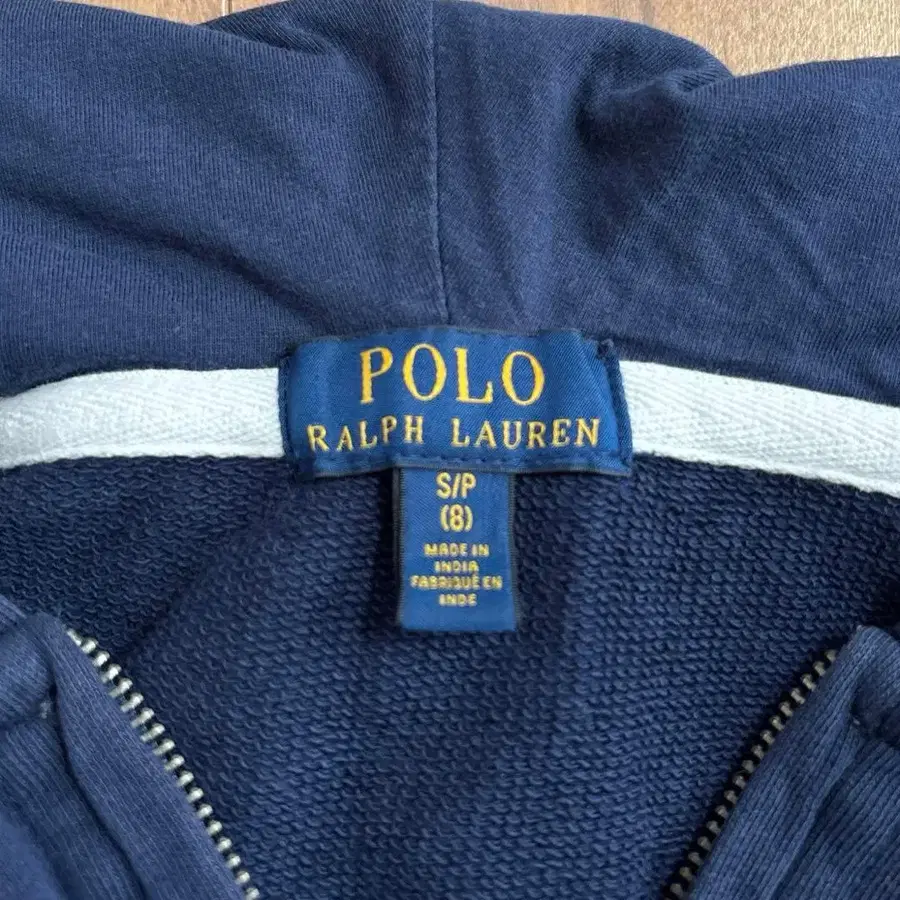 POLO
RALPH LAUREN
S/P
(8)
MADE IN
INDIA
FABRIQUÉ EN
INDE